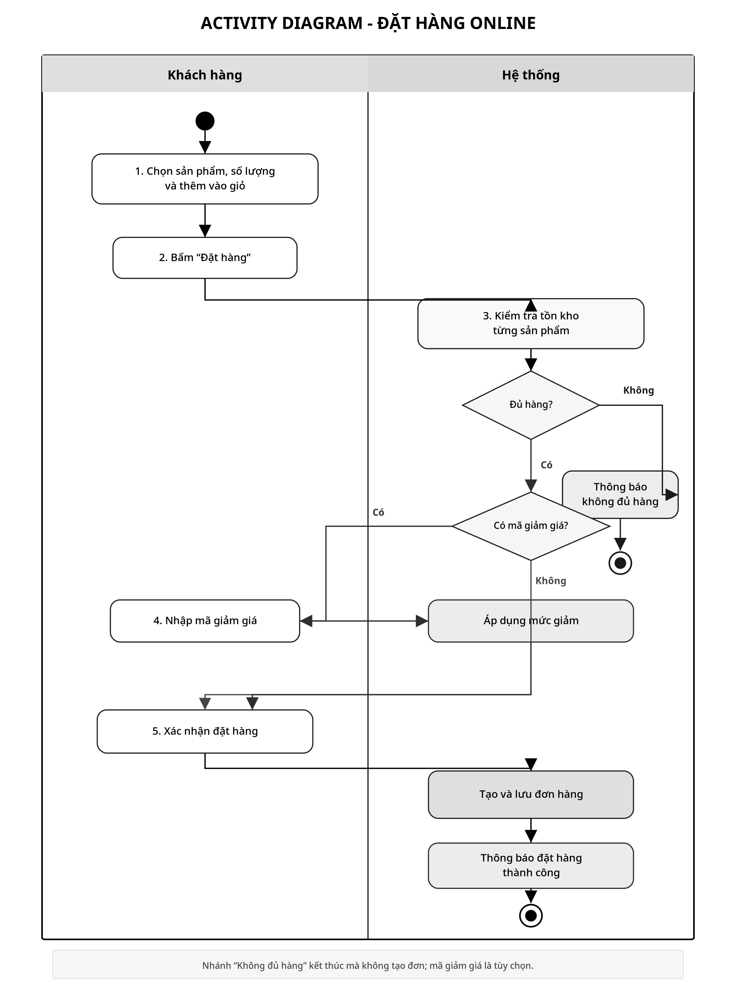 ACTIVITY DIAGRAM - ĐẶT HÀNG ONLINE
Khách hàng
Hệ thống
1. Chọn sản phẩm, số lượng
và thêm vào giỏ
2. Bấm “Đặt hàng”
3. Kiểm tra tồn kho
từng sản phẩm
Không
Đủ hàng?
Có
Thông báo
không đủ hàng
Có
Có mã giảm giá?
Không
4. Nhập mã giảm giá
Áp dụng mức giảm
5. Xác nhận đặt hàng
Tạo và lưu đơn hàng
Thông báo đặt hàng
thành công
Nhánh “Không đủ hàng” kết thúc mà không tạo đơn; mã giảm giá là tùy chọn.